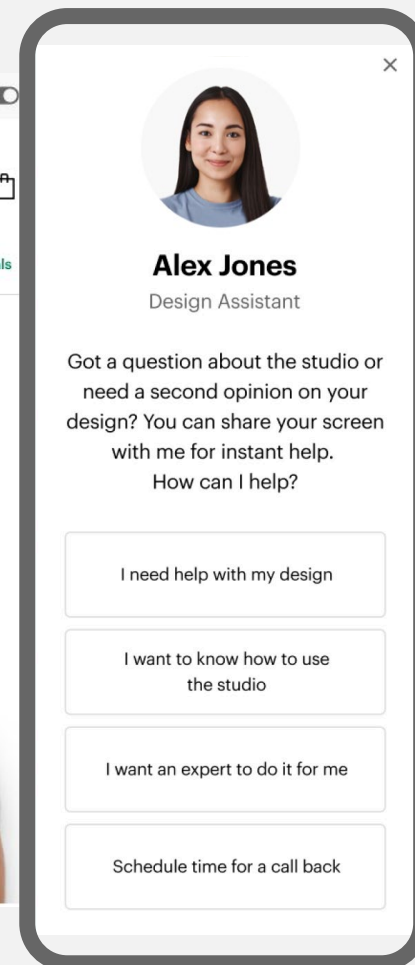 Alex Jones
Design Assistant
Got a question about the studio or
need a second opinion on your
design? You can share your screen
with me for instant help.
How can I help?
I need help with my design
I want to know how to use
the studio
I want an expert to do it for me
Schedule time for a call back